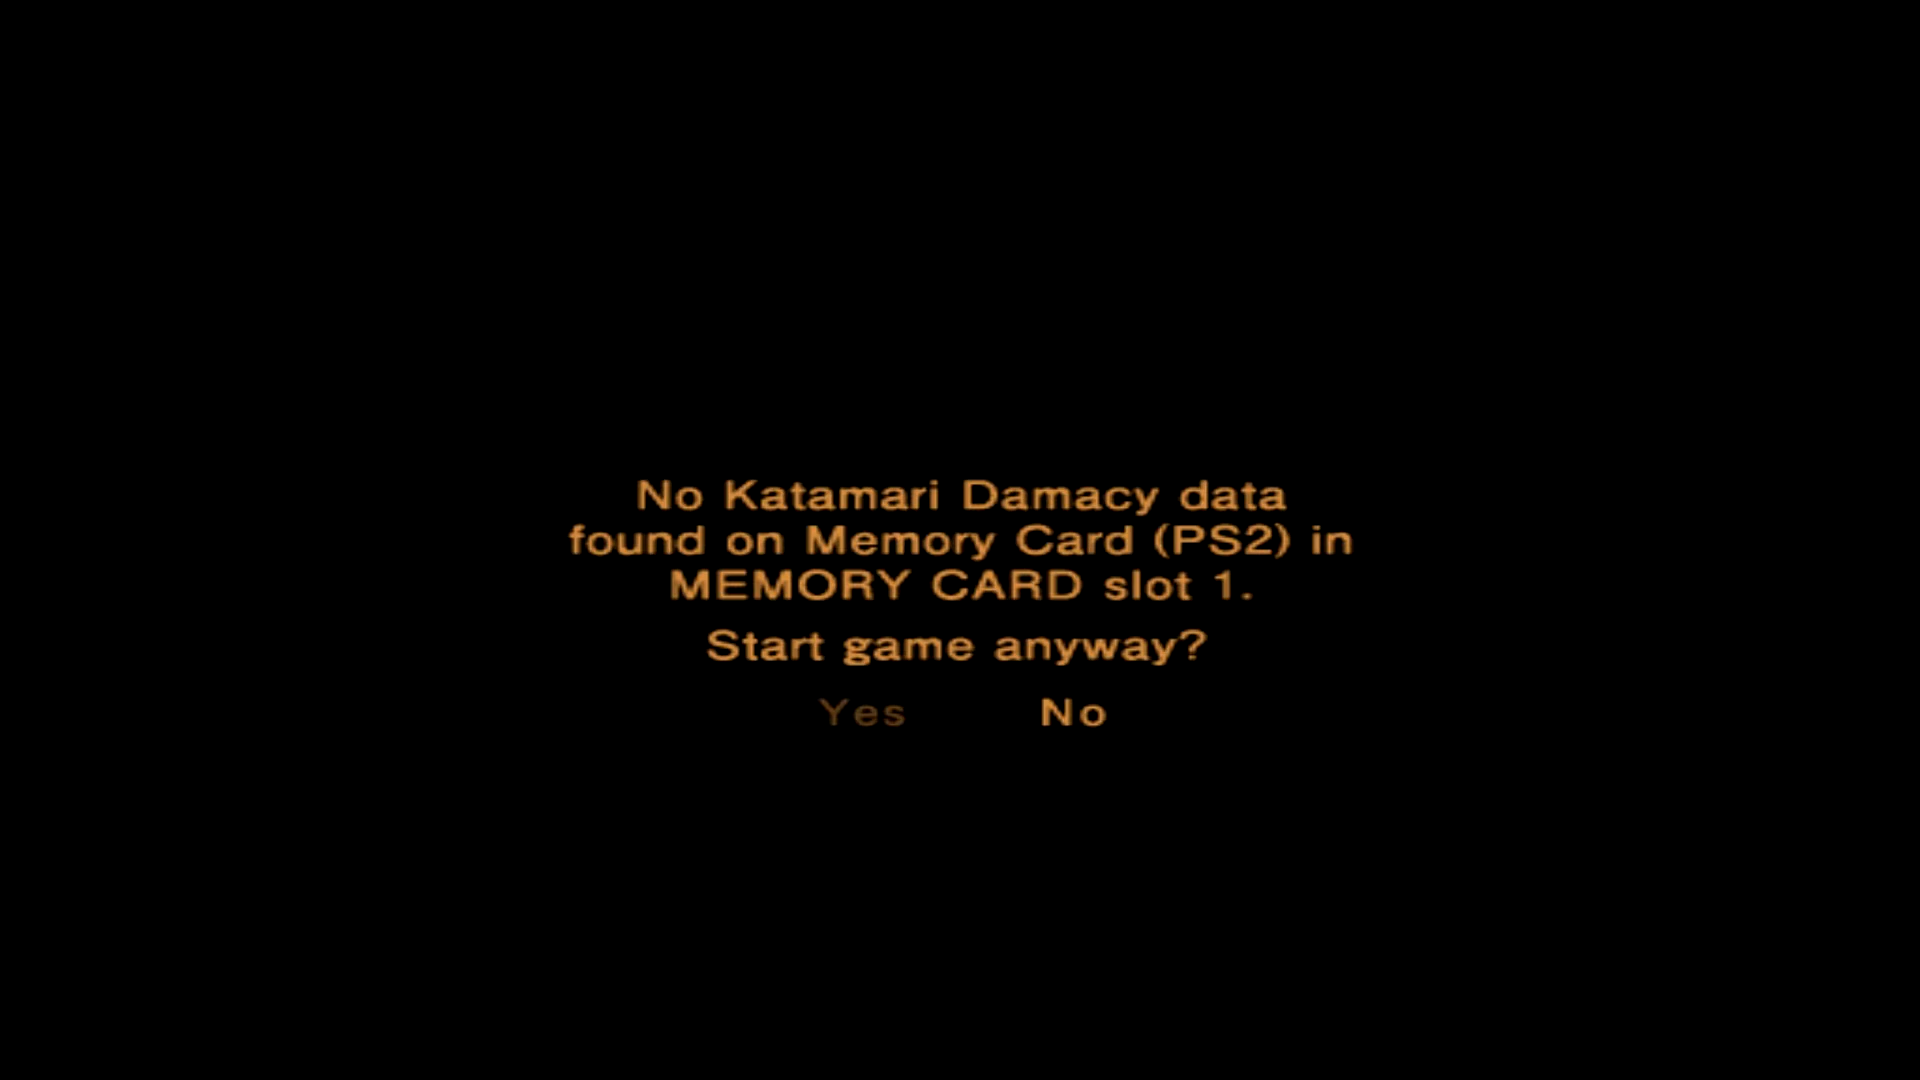 No Katamari Damacy data
found on Memory Card (PS2) in
MEMORY CARD slot 1.
Start game anyway?
Yes No